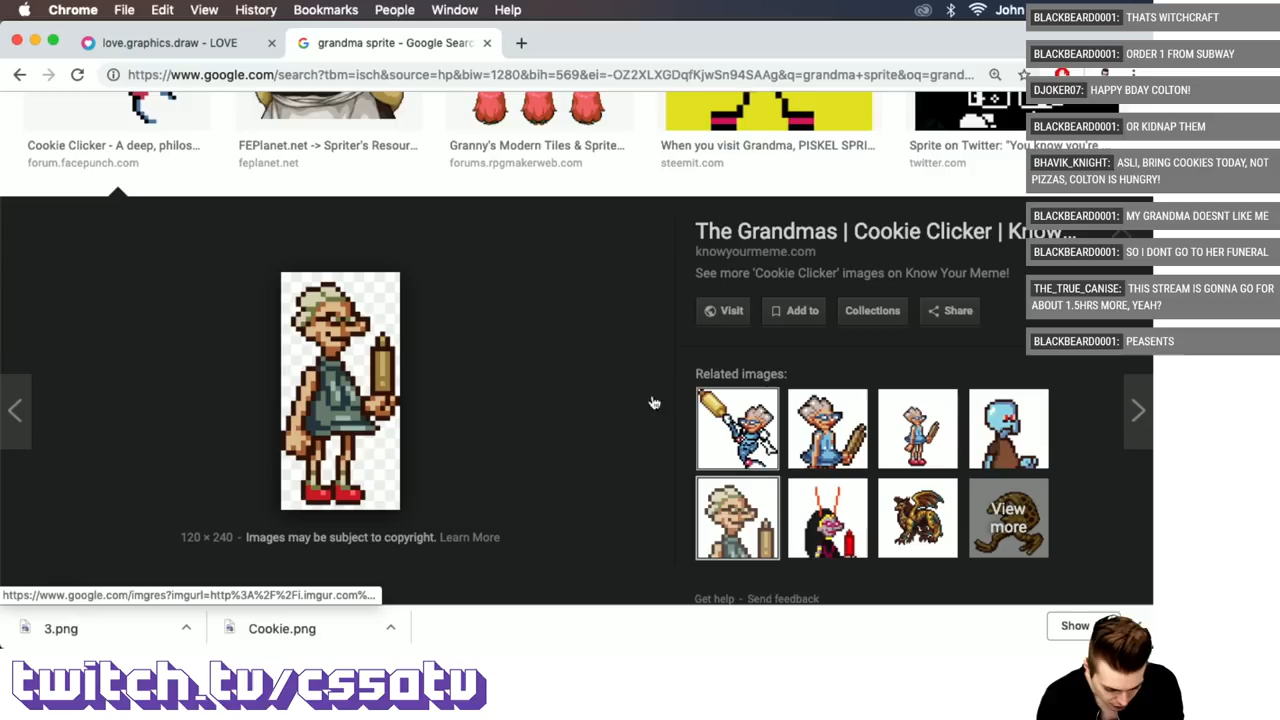 Chrome File Edit View History Bookmarks People Window Help John
love.graphics.draw - LOVE
grandma sprite - Google Searc
https://www.google.com/search?tbm=isch&source=hp&biw=1280&bih=569&ei=-OZ2XLXGDqfKjwSn94SAAg&q=grandma+sprite&oq=grand...
Cookie Clicker - A deep, philos...
forum.facepunch.com
FEPlanet.net -> Spriter's Resour...
feplanet.net
Granny's Modern Tiles & Sprite...
forums.rpgmakerweb.com
When you visit Grandma, PISKEL SPRI...
steemit.com
Sprite on Twitter: "You know you're ...
twitter.com
The Grandmas | Cookie Clicker | Know...
knowyourmeme.com
See more 'Cookie Clicker' images on Know Your Meme!
Visit Add to Collections Share
Related images:
View
more
120 × 240 - Images may be subject to copyright. Learn More
Get help - Send feedback
https://www.google.com/imgres?imgurl=http%3A%2F%2Fi.imgur.com%...
3.png
Cookie.png
Show
twitch.tv/cssatv
BLACKBEARD0001: THATS WITCHCRAFT
BLACKBEARD0001: ORDER 1 FROM SUBWAY
DJOKER07: HAPPY BDAY COLTON!
BLACKBEARD0001: OR KIDNAP THEM
BHAVIK_KNIGHT: ASLI, BRING COOKIES TODAY, NOT
PIZZAS, COLTON IS HUNGRY!
BLACKBEARD0001: MY GRANDMA DOESNT LIKE ME
BLACKBEARD0001: SO I DONT GO TO HER FUNERAL
THE_TRUE_CANISE: THIS STREAM IS GONNA GO FOR
ABOUT 1.5HRS MORE, YEAH?
BLACKBEARD0001: PEASENTS